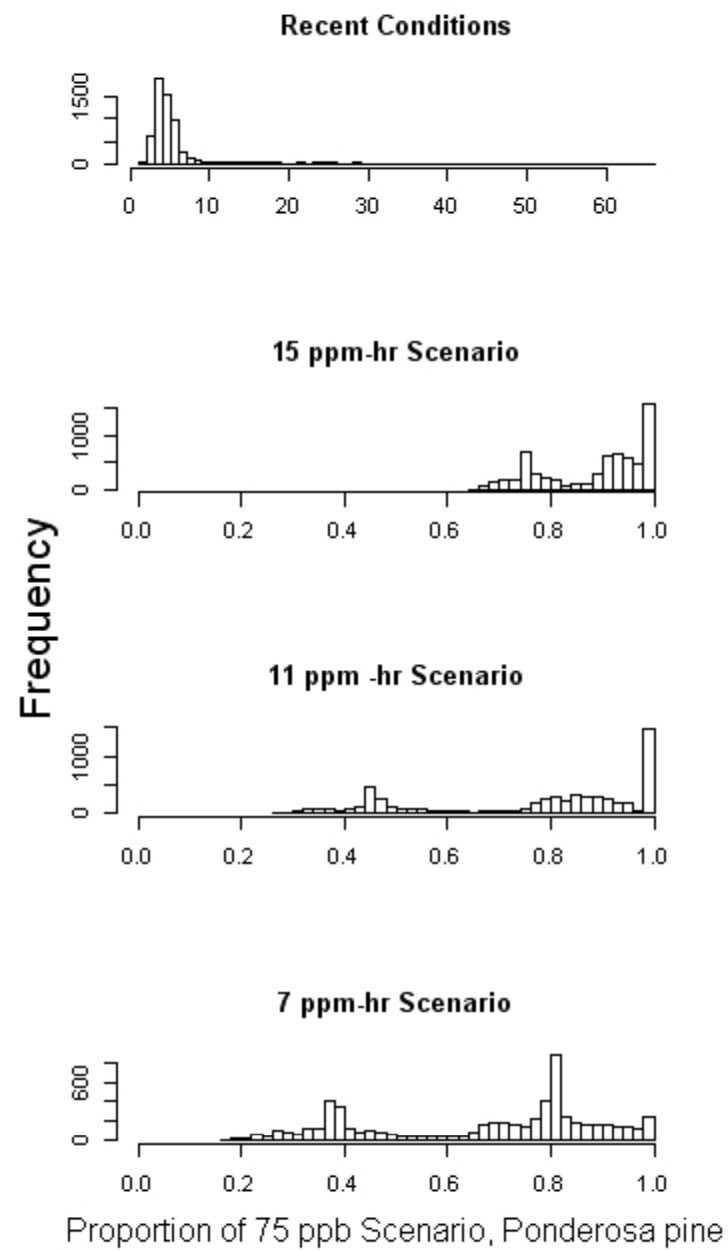 Recent Conditions
1500
0
0 10 20 30 40 50 60
15 ppm-hr Scenario
1000
0
0.0 0.2 0.4 0.6 0.8 1.0
Frequency
11 ppm -hr Scenario
1000
0
0.0 0.2 0.4 0.6 0.8 1.0
7 ppm-hr Scenario
600
0
0.0 0.2 0.4 0.6 0.8 1.0
Proportion of 75 ppb Scenario, Ponderosa pine